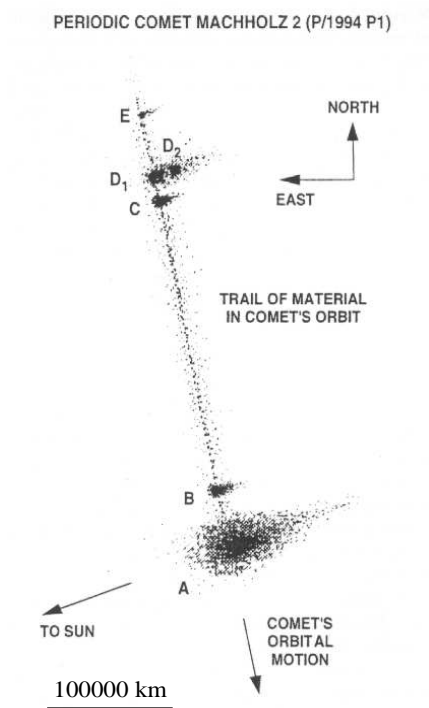 PERIODIC COMET MACHHOLZ 2 (P/1994 P1)
E
NORTH
D2
D1
EAST
C
TRAIL OF MATERIAL
IN COMET'S ORBIT
B
A
TO SUN
COMET'S
ORBITAL
MOTION
100000 km